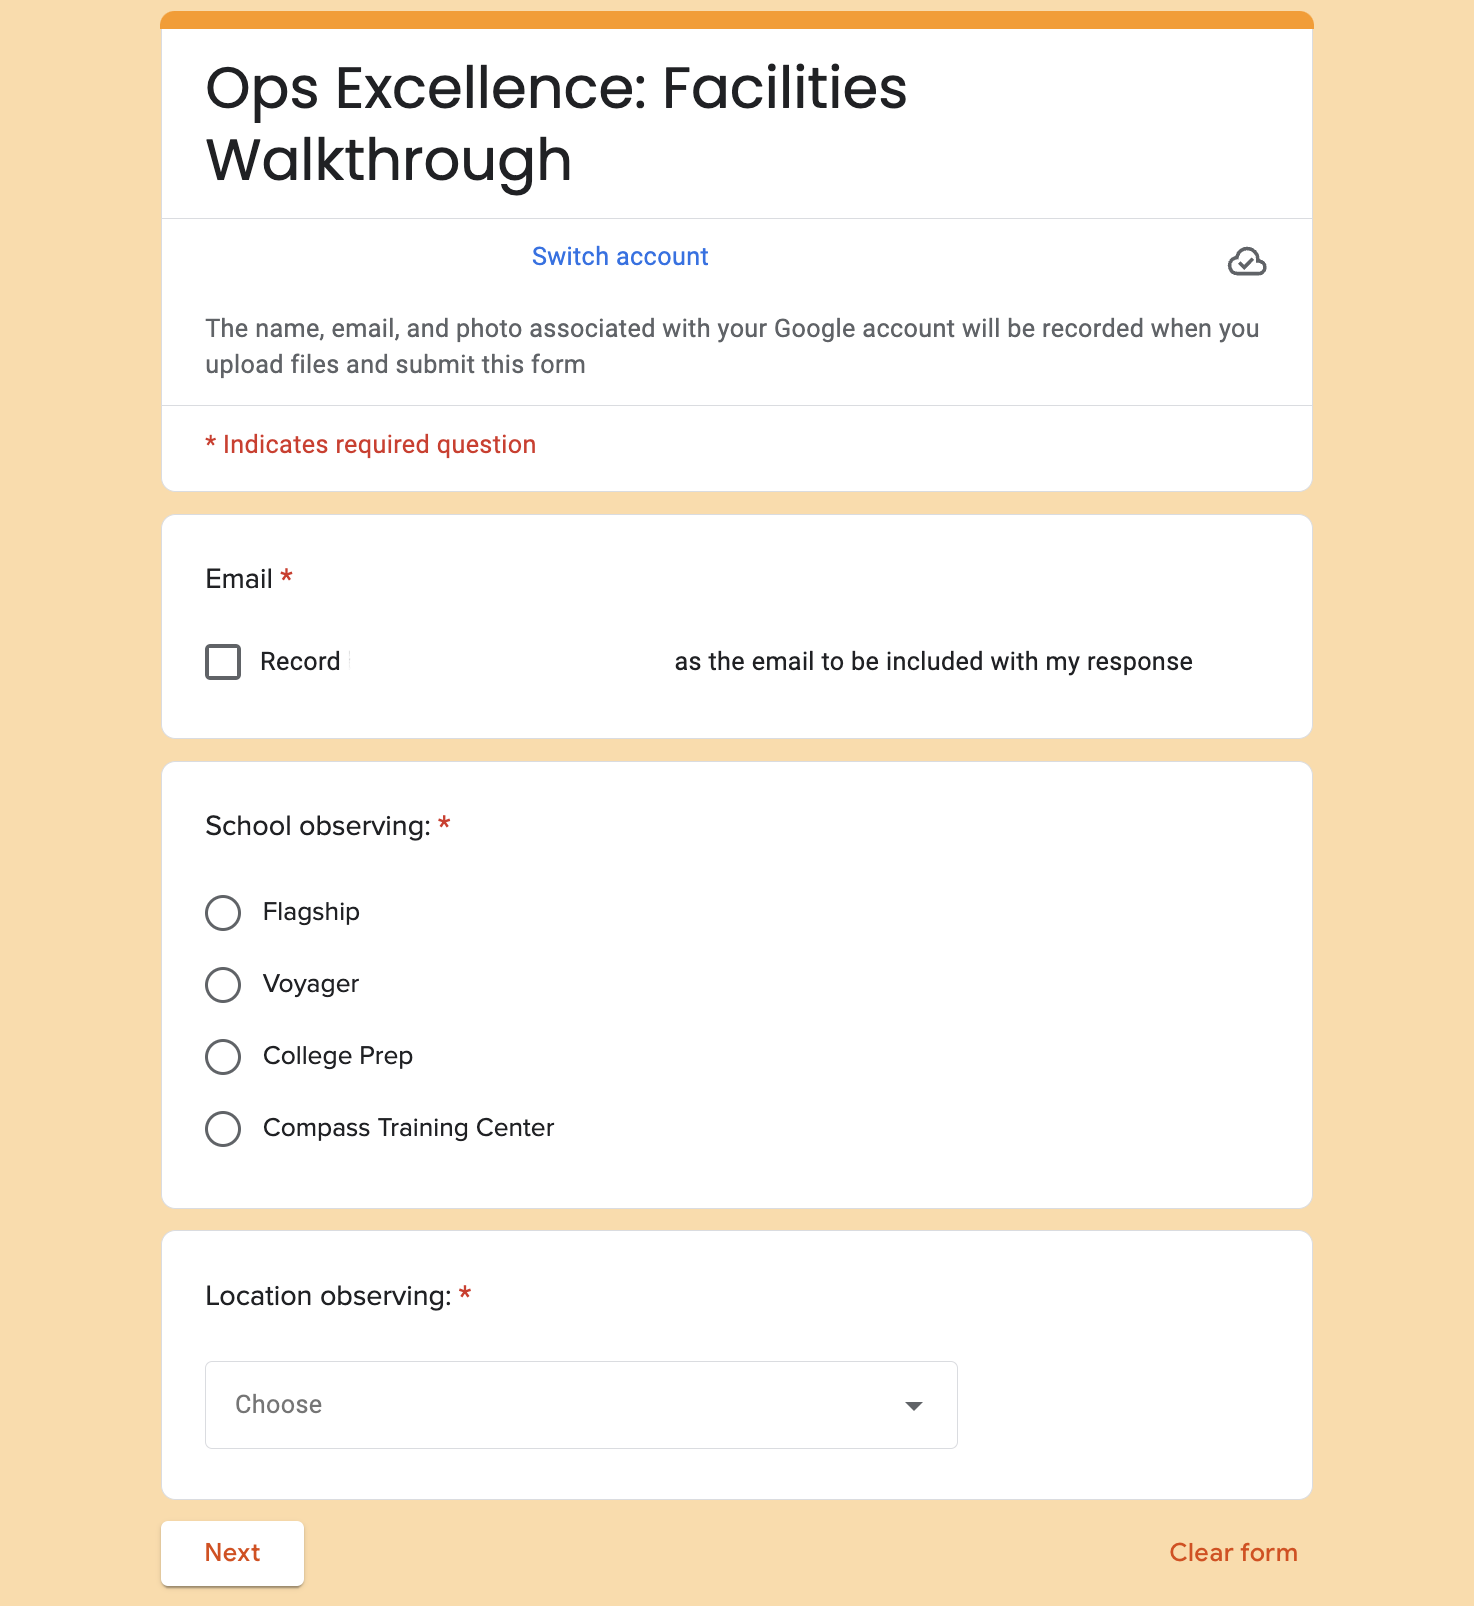 Ops Excellence: Facilities
Walkthrough
Switch account
The name, email, and photo associated with your Google account will be recorded when you
upload files and submit this form
* Indicates required question
Email *
Record as the email to be included with my response
School observing: *
Flagship
Voyager
College Prep
Compass Training Center
Location observing: *
Choose
Next
Clear form